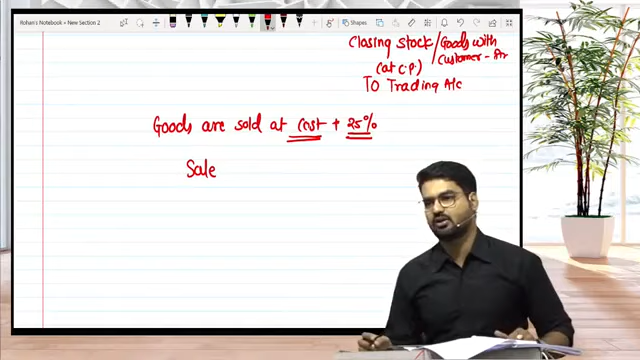 Rohan's Notebook • New Section 2
Shapes
Closing Stock / Goods with
Customer - A/c
(at C.P.)
To Trading A/c
Goods are sold at cost + 25%
Sale